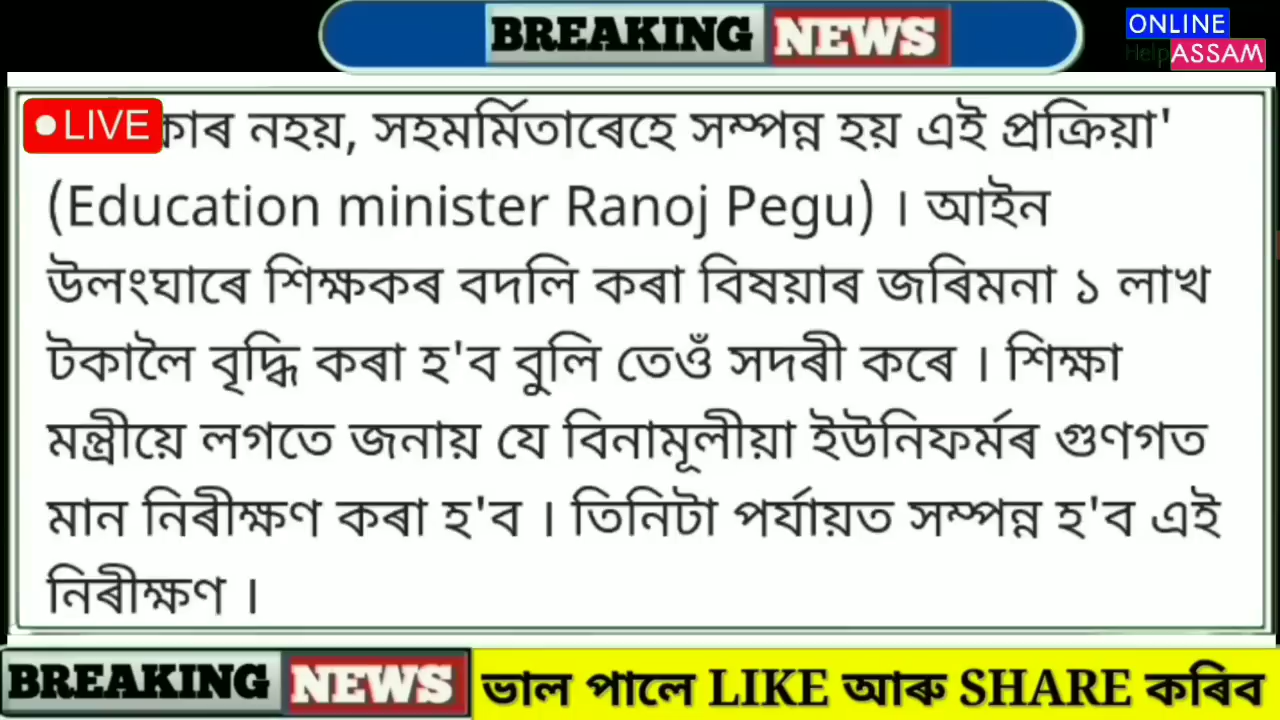 BREAKING NEWS
ONLINE
Help ASSAM
LIVE
নহয়, সহমৰ্মিতাৰেহে সম্পন্ন হয় এই প্ৰক্ৰিয়া'
(Education minister Ranoj Pegu) । আইন
উলংঘাৰে শিক্ষকৰ বদলি কৰা বিষয়াৰ জৰিমনা ১ লাখ
টকালৈ বৃদ্ধি কৰা হ'ব বুলি তেওঁ সদৰী কৰে । শিক্ষা
মন্ত্ৰীয়ে লগতে জনায় যে বিনামূলীয়া ইউনিফৰ্মৰ গুণগত
মান নিৰীক্ষণ কৰা হ'ব । তিনিটা পৰ্যায়ত সম্পন্ন হ'ব এই
নিৰীক্ষণ ।
BREAKING NEWS ভাল পালে LIKE আৰু SHARE কৰিব